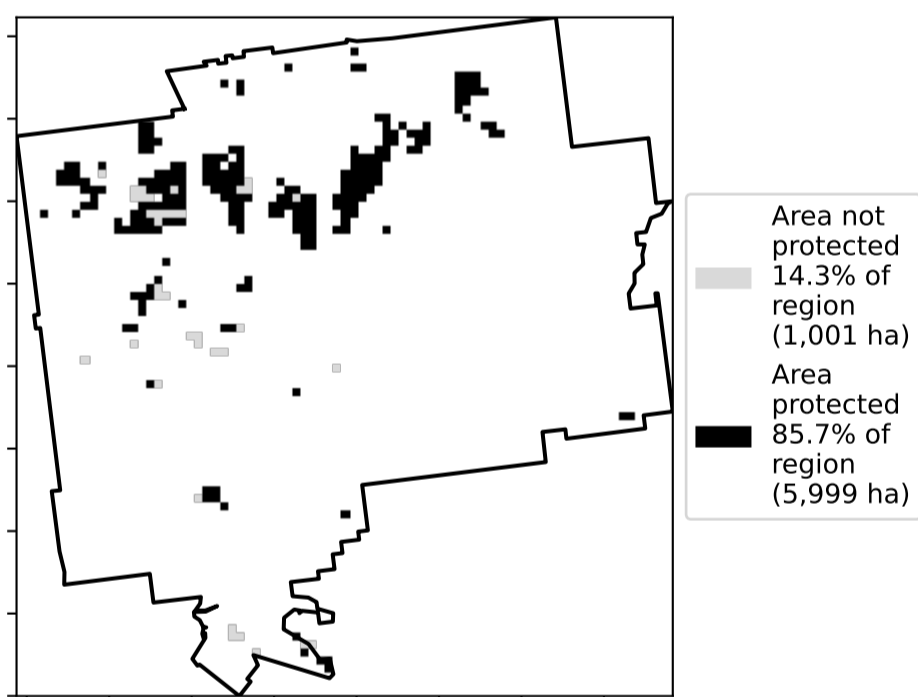 Area not
protected
14.3% of
region
(1,001 ha)
Area
protected
85.7% of
region
(5,999 ha)